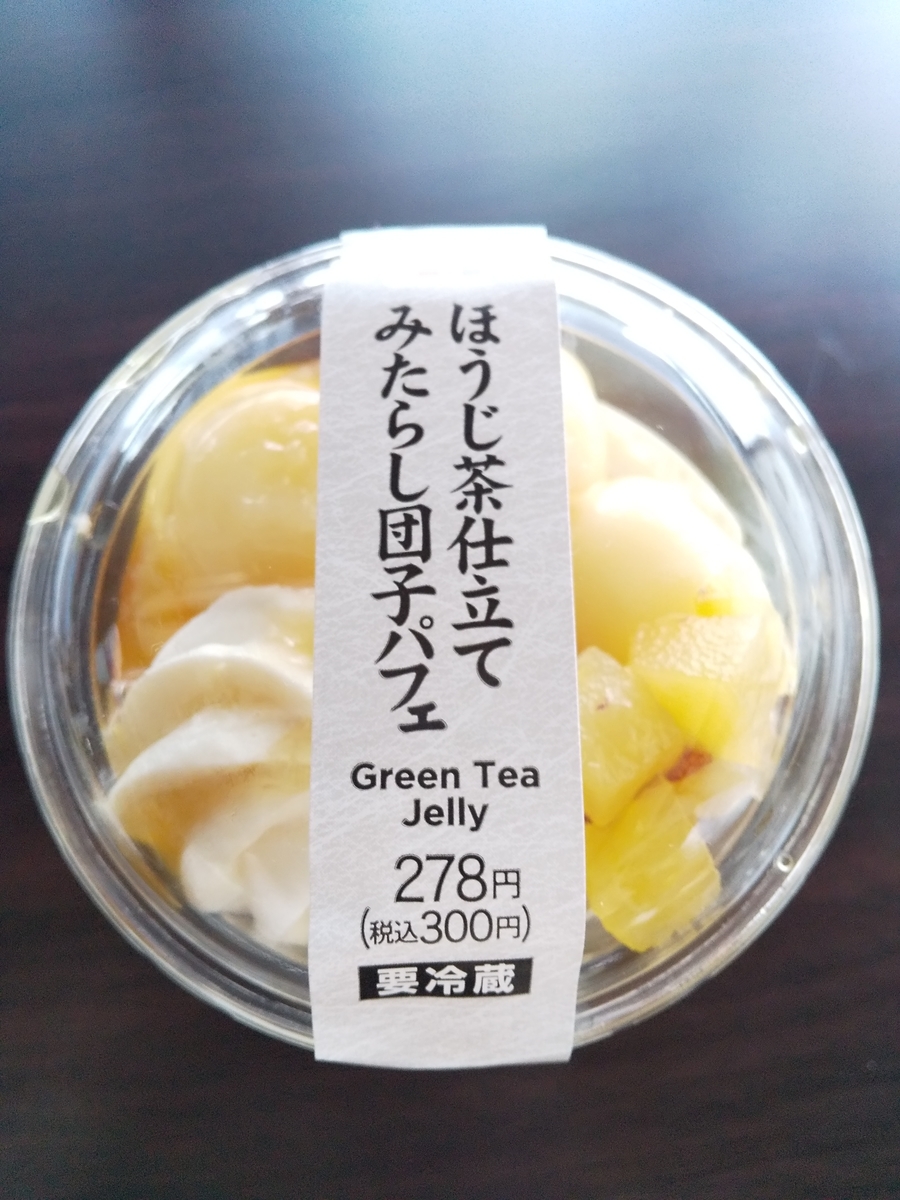 ほうじ茶仕立て
みたらし団子パフェ
Green Tea
Jelly
278円
(税込300円)
要冷蔵